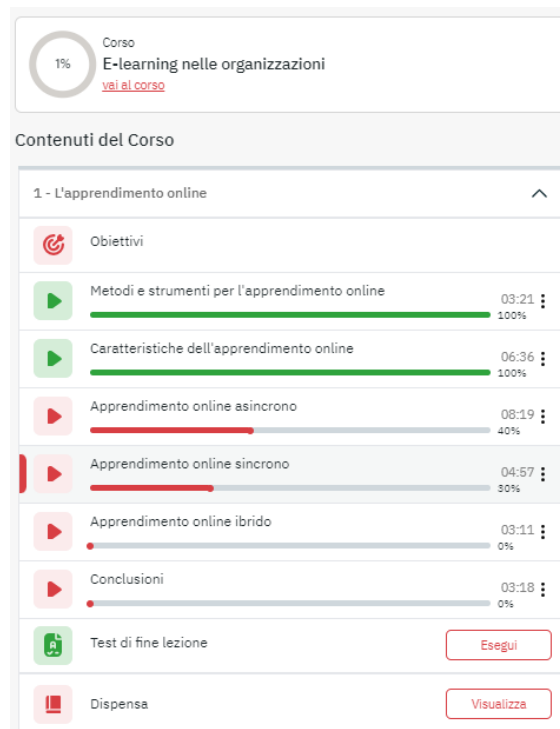 1%
Corso
E-learning nelle organizzazioni
vai al corso
Contenuti del Corso
1 - L'apprendimento online
Obiettivi
Metodi e strumenti per l'apprendimento online
03:21
100%
Caratteristiche dell'apprendimento online
06:36
100%
Apprendimento online asincrono
08:19
40%
Apprendimento online sincrono
04:57
30%
Apprendimento online ibrido
03:11
0%
Conclusioni
03:18
0%
Test di fine lezione
Esegui
Dispensa
Visualizza